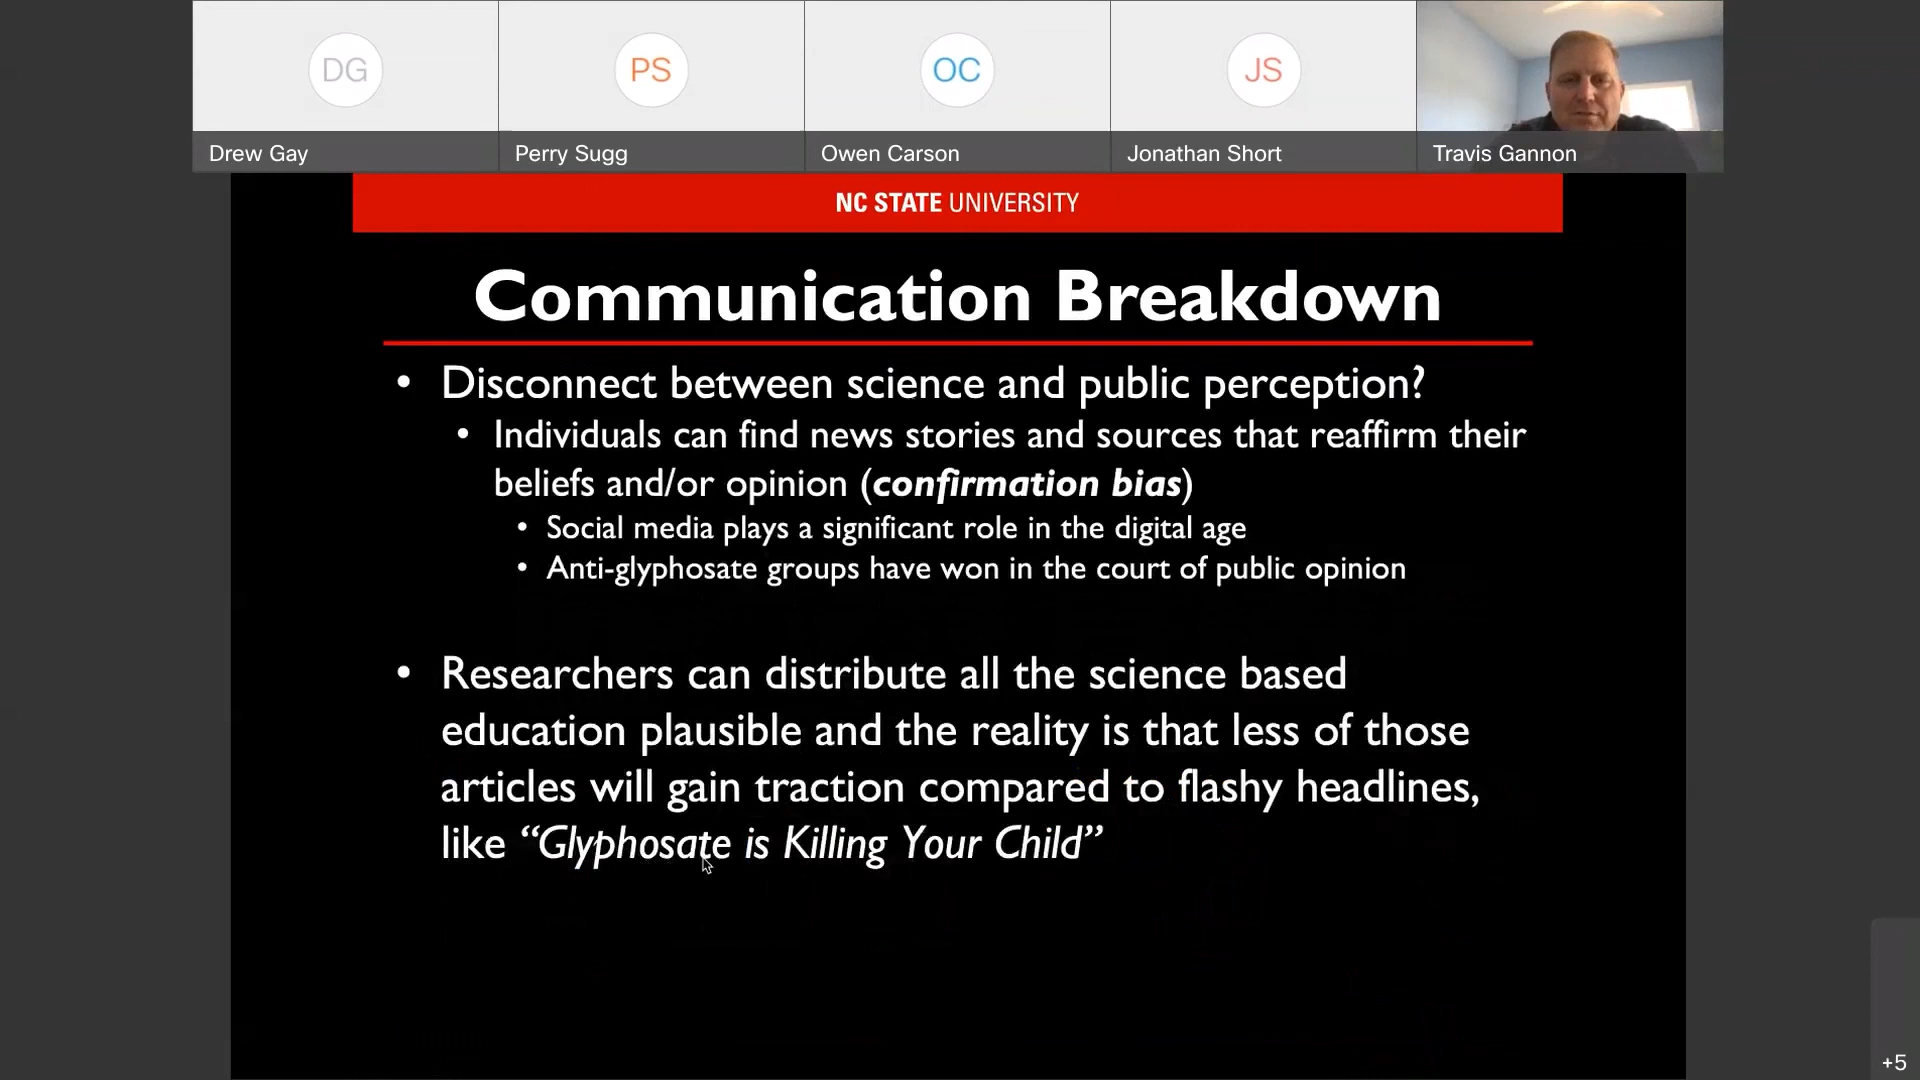 DG
PS
OC
JS
Drew Gay
Perry Sugg
Owen Carson
Jonathan Short
Travis Gannon
NC STATE UNIVERSITY
Communication Breakdown
• Disconnect between science and public perception?
• Individuals can find news stories and sources that reaffirm their
beliefs and/or opinion (confirmation bias)
• Social media plays a significant role in the digital age
• Anti-glyphosate groups have won in the court of public opinion
• Researchers can distribute all the science based
education plausible and the reality is that less of those
articles will gain traction compared to flashy headlines,
like “Glyphosate is Killing Your Child”
+5